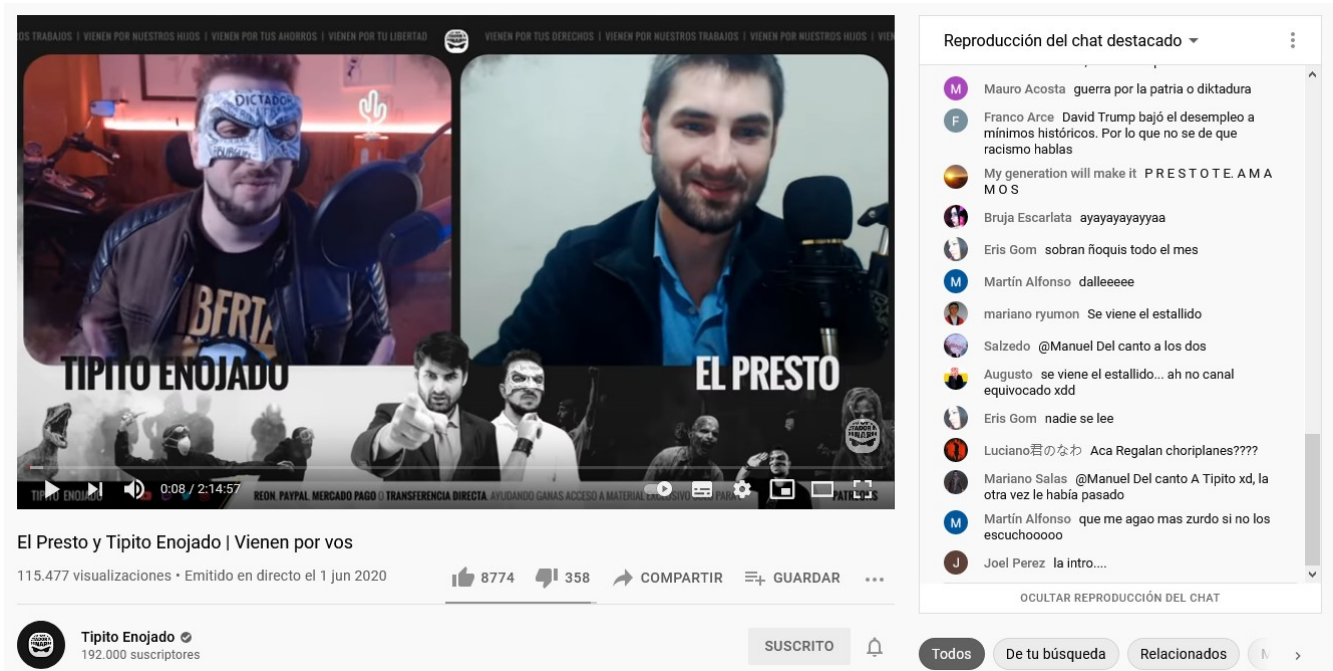 OS TRABAJOS | VIENEN POR NUESTROS HIJOS | VIENEN POR TUS AHORROS | VIENEN POR TU LIBERTAD
VIENEN POR TUS DERECHOS | VIENEN POR NUESTROS TRABAJOS | VIENEN POR NUESTROS HIJOS | VIEN
DICTADOR
LIBERTA
TIPITO ENOJADO
EL PRESTO
0:08 / 2:14:57
TIPITO ENOJADO
REDN. PAYPAL. MERCADO PAGO O TRANSFERENCIA DIRECTA. AYUDANDO GANAS ACCESO A MATERIAL
El Presto y Tipito Enojado | Vienen por vos
115.477 visualizaciones • Emitido en directo el 1 jun 2020
8774
358
COMPARTIR
GUARDAR
Tipito Enojado
192.000 suscriptores
SUSCRITO
Reproducción del chat destacado
M
Mauro Acosta guerra por la patria o diktadura
F
Franco Arce David Trump bajó el desempleo a
mínimos históricos. Por lo que no se de que
racismo hablas
My generation will make it P R E S T O T E. A M A
M O S
Bruja Escarlata ayayayayayyaa
Eris Gom sobran ñoquis todo el mes
M
Martín Alfonso dalleeeee
mariano ryumon Se viene el estallido
Salzedo @Manuel Del canto a los dos
Augusto se viene el estallido... ah no canal
equivocado xdd
Eris Gom nadie se lee
Luciano君のなわ Aca Regalan choriplanes????
Mariano Salas @Manuel Del canto A Tipito xd, la
otra vez le había pasado
M
Martín Alfonso que me agao mas zurdo si no los
escuchooooo
J
Joel Perez la intro....
OCULTAR REPRODUCCIÓN DEL CHAT
Todos
De tu búsqueda
Relacionados